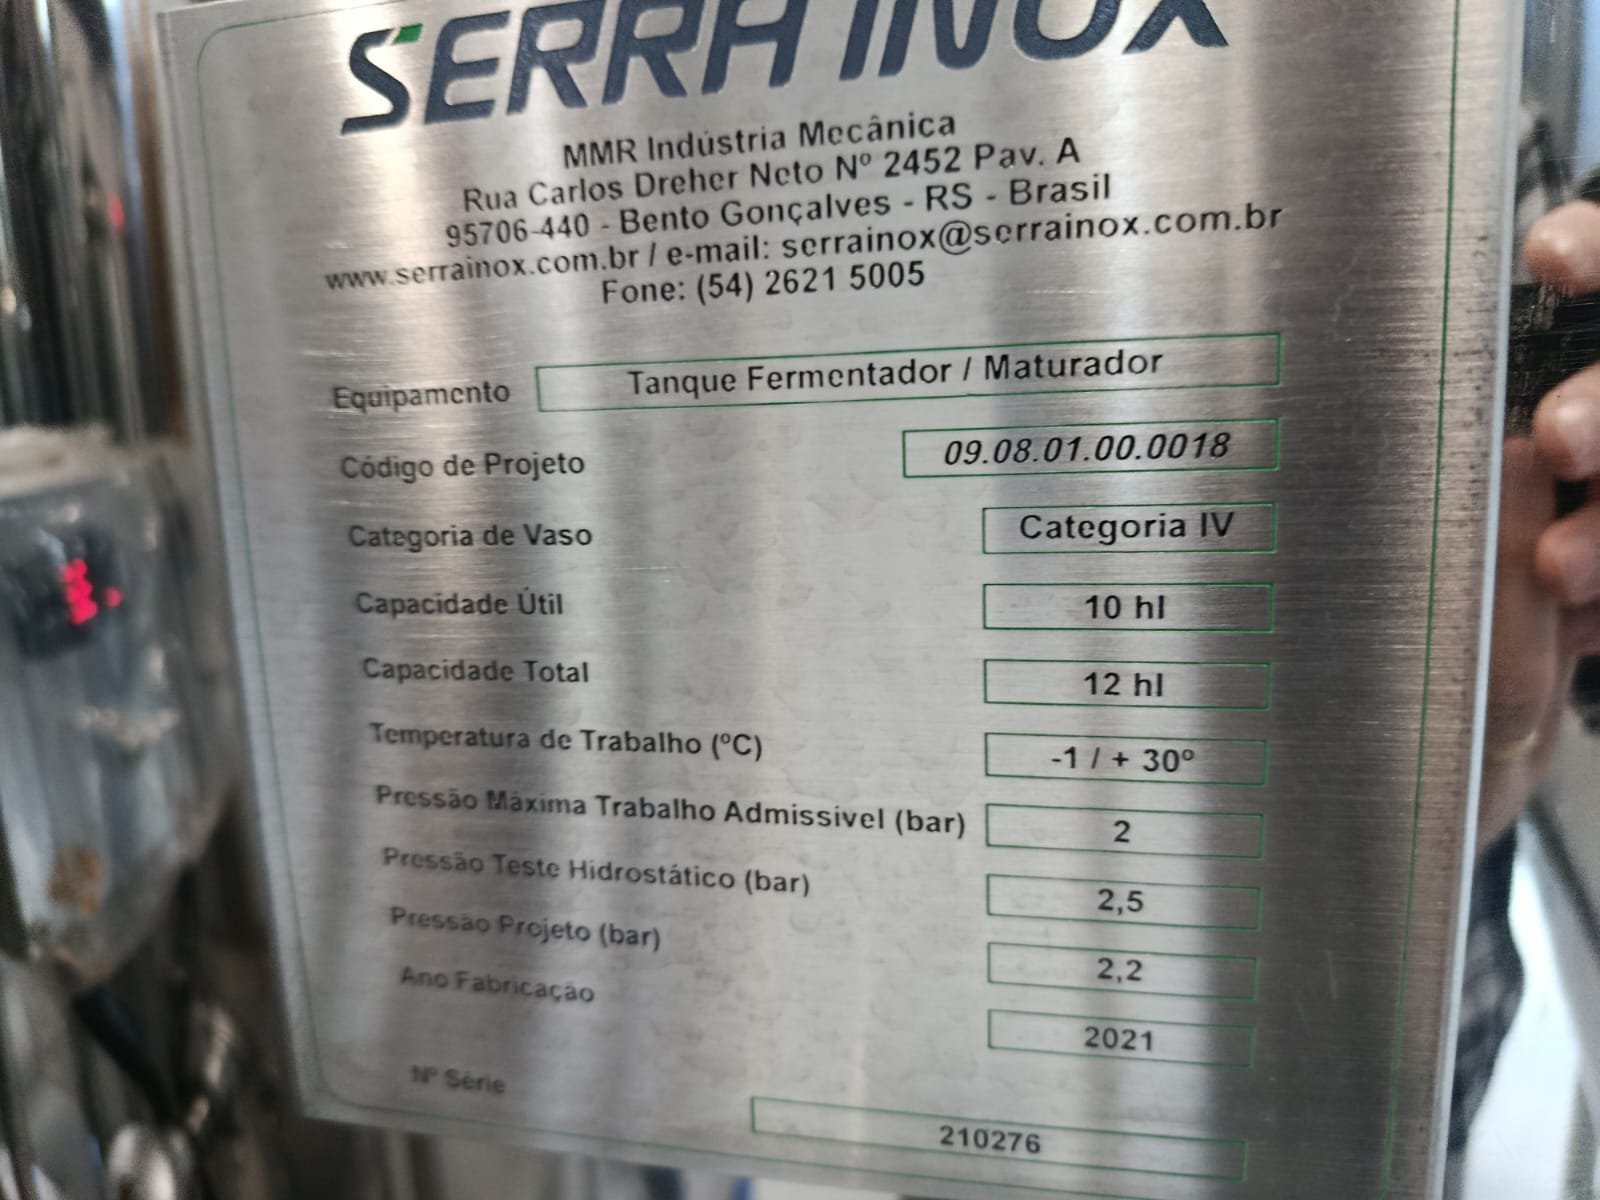 SERRA INOX
MMR Indústria Mecânica
Rua Carlos Dreher Neto Nº 2452 Pav. A
95706-440 - Bento Gonçalves - RS - Brasil
www.serrainox.com.br / e-mail: serrainox@serrainox.com.br
Fone: (54) 2621 5005
Equipamento Tanque Fermentador / Maturador
Código de Projeto 09.08.01.00.0018
Categoria de Vaso Categoria IV
Capacidade Útil 10 hl
Capacidade Total 12 hl
Temperatura de Trabalho (ºC) -1 / + 30º
Pressão Máxima Trabalho Admissivel (bar) 2
Pressão Teste Hidrostático (bar) 2,5
Pressão Projeto (bar) 2,2
Ano Fabricação 2021
Nº Série 210276